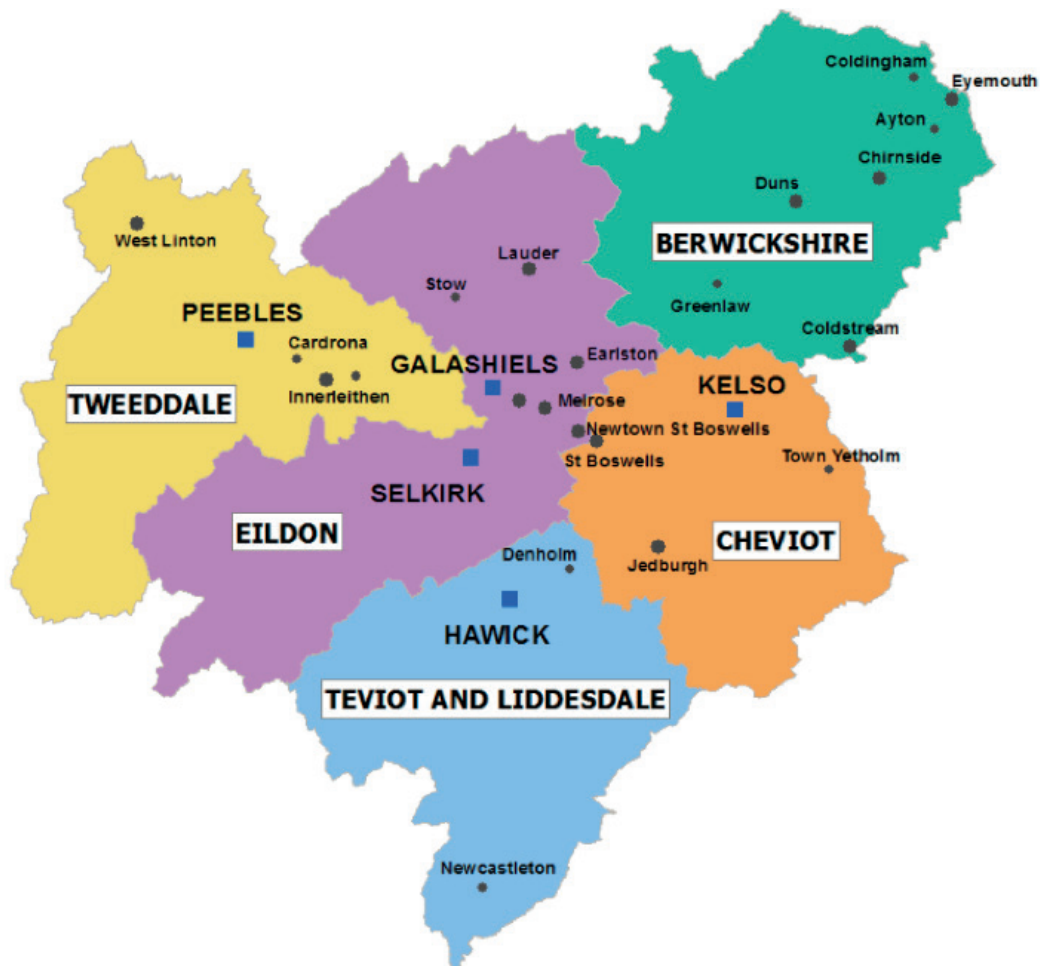 Coldingham
Eyemouth
Ayton
Chirnside
Duns
West Linton
BERWICKSHIRE
Lauder
Stow
Greenlaw
PEEBLES
Coldstream
Cardrona
GALASHIELS
Earlston
KELSO
Innerleithen
TWEEDDALE
Melrose
Newtown St Boswells
St Boswells
Town Yetholm
SELKIRK
EILDON
CHEVIOT
Denholm
Jedburgh
HAWICK
TEVIOT AND LIDDESDALE
Newcastleton